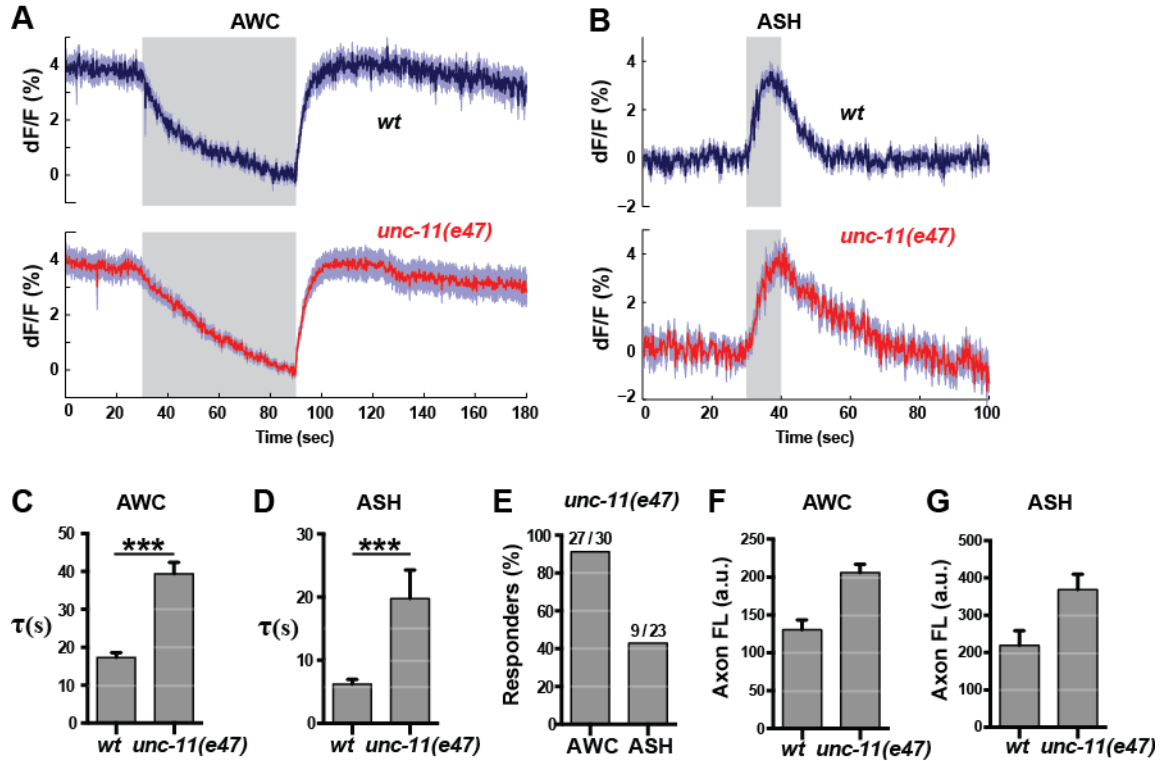 A
AWC
dF/F (%)
4
2
0
wt
dF/F (%)
4
2
0
unc-11(e47)
0 20 40 60 80 100 120 140 160 180
Time (sec)
B
ASH
dF/F (%)
4
2
0
−2
wt
dF/F (%)
4
2
0
−2
unc-11(e47)
0 20 40 60 80 100
Time (sec)
C
AWC
***
τ(s)
50
40
30
20
10
0
wt unc-11(e47)
D
ASH
***
τ(s)
30
20
10
0
wt unc-11(e47)
E
unc-11(e47)
Responders (%)
100
80
60
40
20
0
27 / 30
9 / 23
AWC ASH
F
AWC
Axon FL (a.u.)
250
200
150
100
50
0
wt unc-11(e47)
G
ASH
Axon FL (a.u.)
500
400
300
200
100
0
wt unc-11(e47)